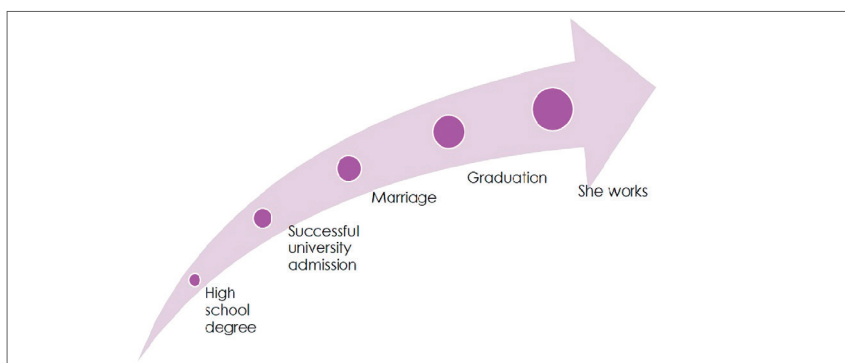 High
school
degree
Successful
university
admission
Marriage
Graduation
She works